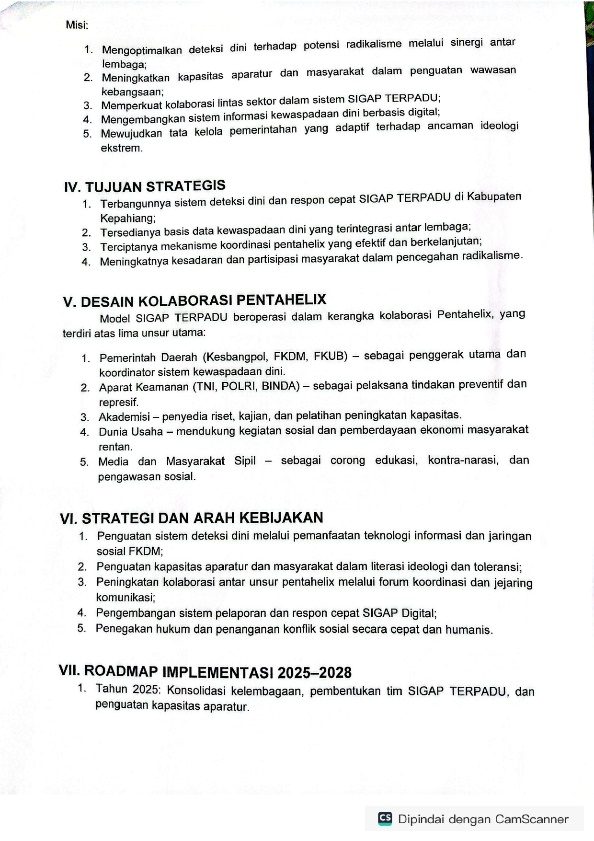 Misi:
1. Mengoptimalkan deteksi dini terhadap potensi radikalisme melalui sinergi antar
lembaga;
2. Meningkatkan kapasitas aparatur dan masyarakat dalam penguatan wawasan
kebangsaan;
3. Memperkuat kolaborasi lintas sektor dalam sistem SIGAP TERPADU;
4. Mengembangkan sistem informasi kewaspadaan dini berbasis digital;
5. Mewujudkan tata kelola pemerintahan yang adaptif terhadap ancaman ideologi
ekstrem.
IV. TUJUAN STRATEGIS
1. Terbangunnya sistem deteksi dini dan respon cepat SIGAP TERPADU di Kabupaten
Kepahiang;
2. Tersedianya basis data kewaspadaan dini yang terintegrasi antar lembaga;
3. Terciptanya mekanisme koordinasi pentahelix yang efektif dan berkelanjutan;
4. Meningkatnya kesadaran dan partisipasi masyarakat dalam pencegahan radikalisme.
V. DESAIN KOLABORASI PENTAHELIX
Model SIGAP TERPADU beroperasi dalam kerangka kolaborasi Pentahelix, yang
terdiri atas lima unsur utama:
1. Pemerintah Daerah (Kesbangpol, FKDM, FKUB) – sebagai penggerak utama dan
koordinator sistem kewaspadaan dini.
2. Aparat Keamanan (TNI, POLRI, BINDA) – sebagai pelaksana tindakan preventif dan
represif.
3. Akademisi – penyedia riset, kajian, dan pelatihan peningkatan kapasitas.
4. Dunia Usaha – mendukung kegiatan sosial dan pemberdayaan ekonomi masyarakat
rentan.
5. Media dan Masyarakat Sipil – sebagai corong edukasi, kontra-narasi, dan
pengawasan sosial.
VI. STRATEGI DAN ARAH KEBIJAKAN
1. Penguatan sistem deteksi dini melalui pemanfaatan teknologi informasi dan jaringan
sosial FKDM;
2. Penguatan kapasitas aparatur dan masyarakat dalam literasi ideologi dan toleransi;
3. Peningkatan kolaborasi antar unsur pentahelix melalui forum koordinasi dan jejaring
komunikasi;
4. Pengembangan sistem pelaporan dan respon cepat SIGAP Digital;
5. Penegakan hukum dan penanganan konflik sosial secara cepat dan humanis.
VII. ROADMAP IMPLEMENTASI 2025–2028
1. Tahun 2025: Konsolidasi kelembagaan, pembentukan tim SIGAP TERPADU, dan
penguatan kapasitas aparatur.
CS Dipindai dengan CamScanner